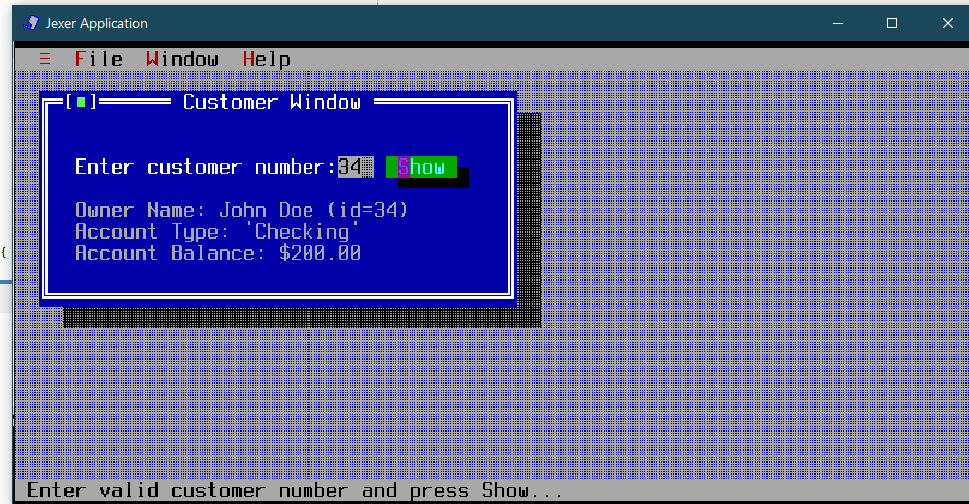 Jexer Application
≡ File Window Help
[■] Customer Window
Enter customer number:34 Show
Owner Name: John Doe (id=34)
Account Type: 'Checking'
Account Balance: $200.00
{
Enter valid customer number and press Show...